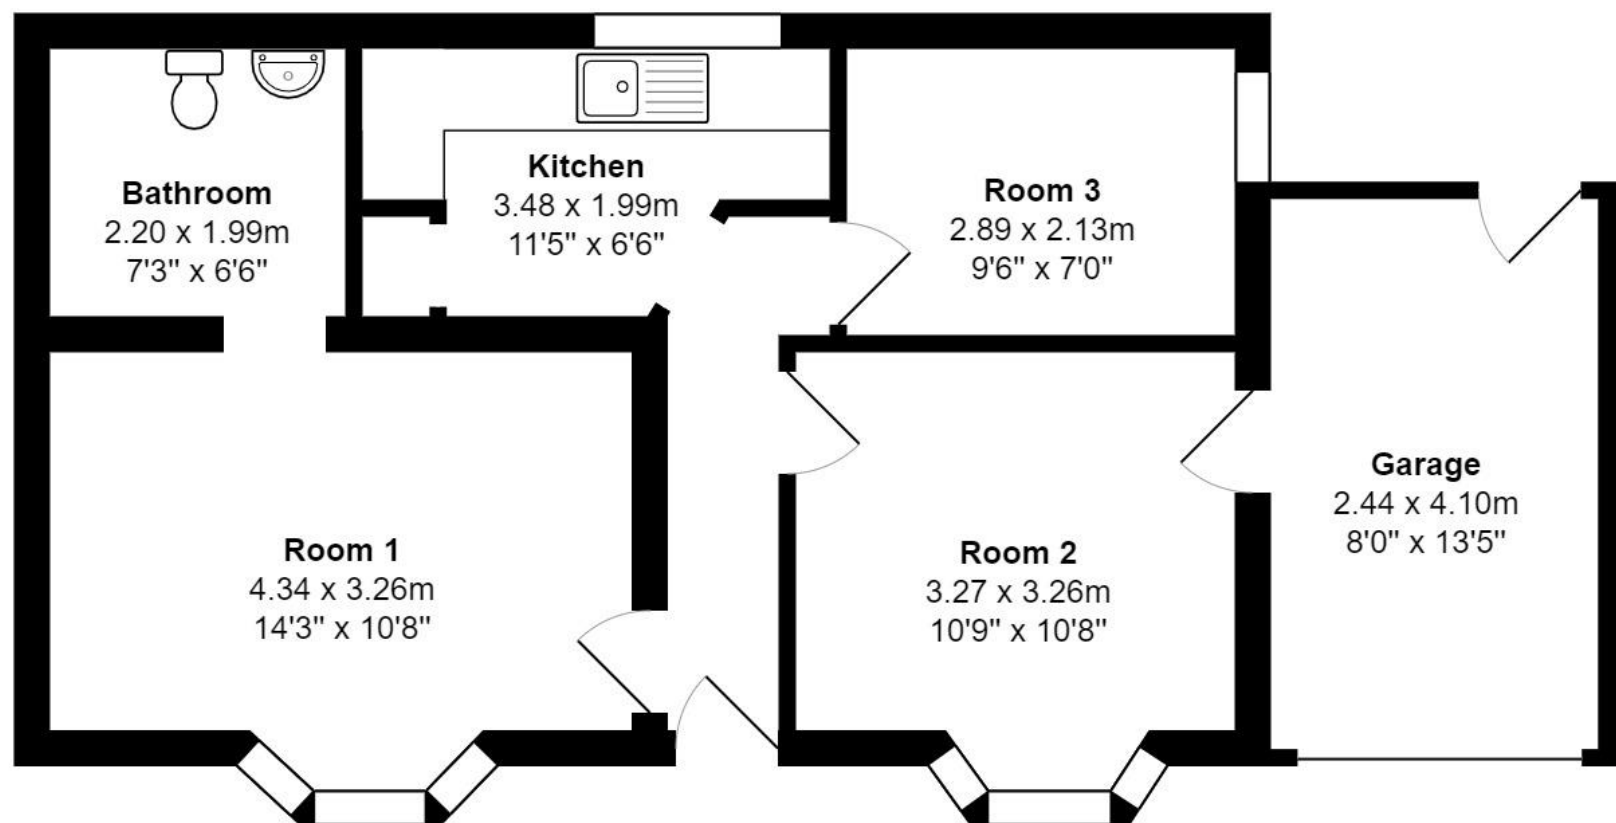 Bathroom
2.20 x 1.99m
7'3" x 6'6"
Kitchen
3.48 x 1.99m
11'5" x 6'6"
Room 3
2.89 x 2.13m
9'6" x 7'0"
Room 1
4.34 x 3.26m
14'3" x 10'8"
Room 2
3.27 x 3.26m
10'9" x 10'8"
Garage
2.44 x 4.10m
8'0" x 13'5"